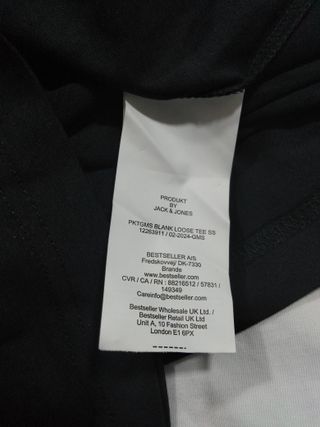 PRODUKT
BY
JACK & JONES
PKTGMS BLANK LOOSE TEE SS
12263911 / 02-2024-GMS
BESTSELLER A/s
Fredskovvej DK-7330
Brande
www.bestseller.com
CVR / CA / RN : 88216512 / 57831 /
149349
Careinfo@bestseller.com
Bestseller Wholesale UK Ltd /
Bestseller Retail UK Ltd
Unit A, 10 Fashion Street
London E1 6PX